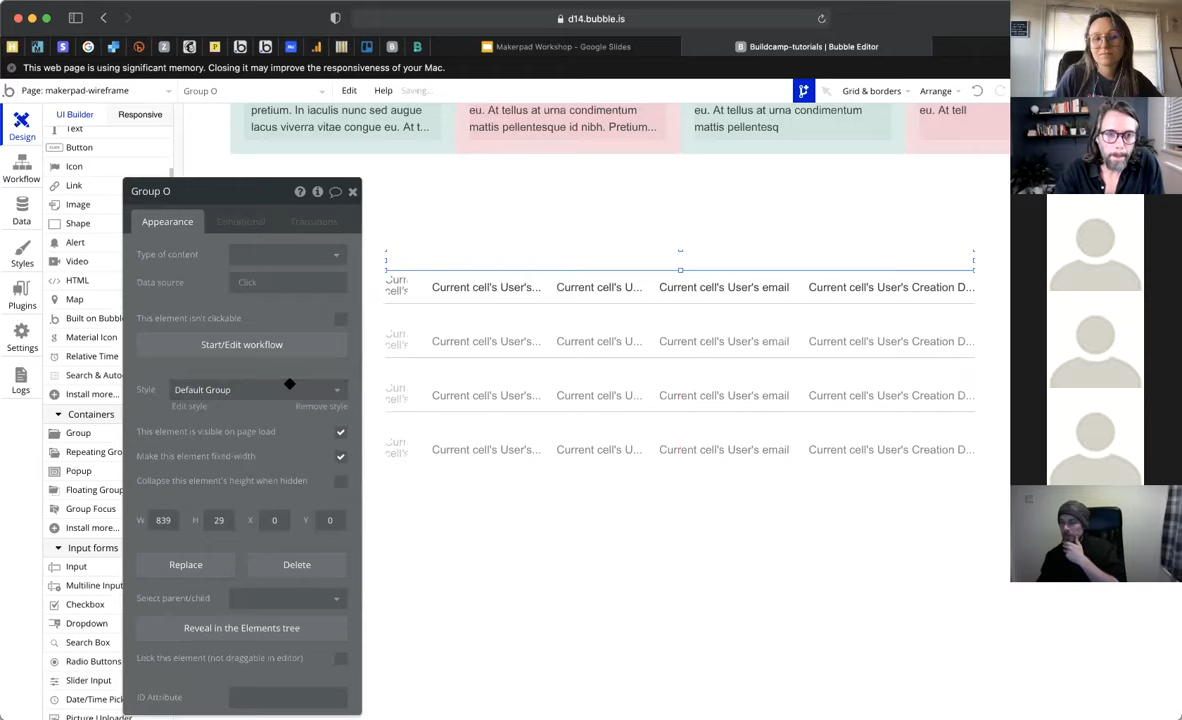 d14.bubble.is
Makerpad Workshop - Google Slides
Buildcamp-tutorials | Bubble Editor
This web page is using significant memory. Closing it may improve the responsiveness of your Mac.
Page: makerpad-wireframe
Group O
Edit
Help
Saving...
Grid & borders
Arrange
Design
Workflow
Data
Styles
Plugins
Settings
Logs
UI Builder
Responsive
Text
Button
Icon
Link
Image
Shape
Alert
Video
HTML
Map
Built on Bubble
Material Icon
Relative Time
Search & Auto
Install more...
Containers
Group
Repeating Gro
Popup
Floating Group
Group Focus
Install more...
Input forms
Input
Multiline Input
Checkbox
Dropdown
Search Box
Radio Buttons
Slider Input
Date/Time Pick
Picture Uploader
Group O
Appearance
Conditional
Transitions
Type of content
Data source
Click
This element isn't clickable
Start/Edit workflow
Style
Default Group
Edit style
Remove style
This element is visible on page load
Make this element fixed-width
Collapse this element's height when hidden
W 839 H 29 X 0 Y 0
Replace
Delete
Select parent/child
Reveal in the Elements tree
Lock this element (not draggable in editor)
ID Attribute
pretium. In iaculis nunc sed augue
lacus viverra vitae congue eu. At t...
eu. At tellus at urna condimentum
mattis pellentesque id nibh. Pretium...
eu. At tellus at urna condimentum
mattis pellentesq
eu. At tell
Curr
cell's
Current cell's User's...
Current cell's U...
Current cell's User's email
Current cell's User's Creation D...
Curr
cell's
Current cell's User's...
Current cell's U...
Current cell's User's email
Current cell's User's Creation D...
Curr
cell's
Current cell's User's...
Current cell's U...
Current cell's User's email
Current cell's User's Creation D...
Curr
cell's
Current cell's User's...
Current cell's U...
Current cell's User's email
Current cell's User's Creation D...